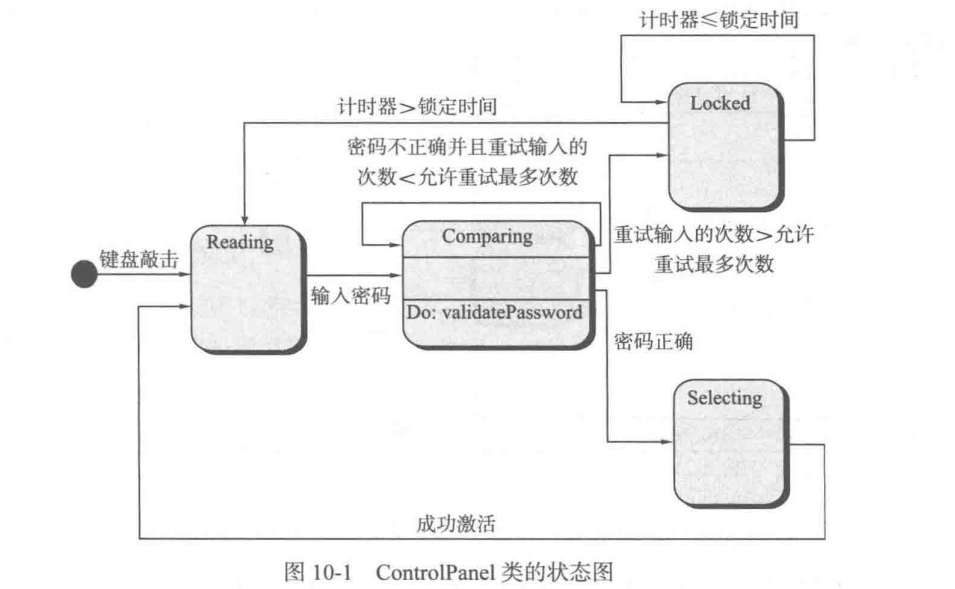 计时器≤锁定时间
Locked
计时器>锁定时间
密码不正确并且重试输入的
次数<允许重试最多次数
Reading
Comparing
重试输入的次数>允许
重试最多次数
键盘敲击
输入密码
Do: validatePassword
密码正确
Selecting
成功激活
图 10-1 ControlPanel 类的状态图